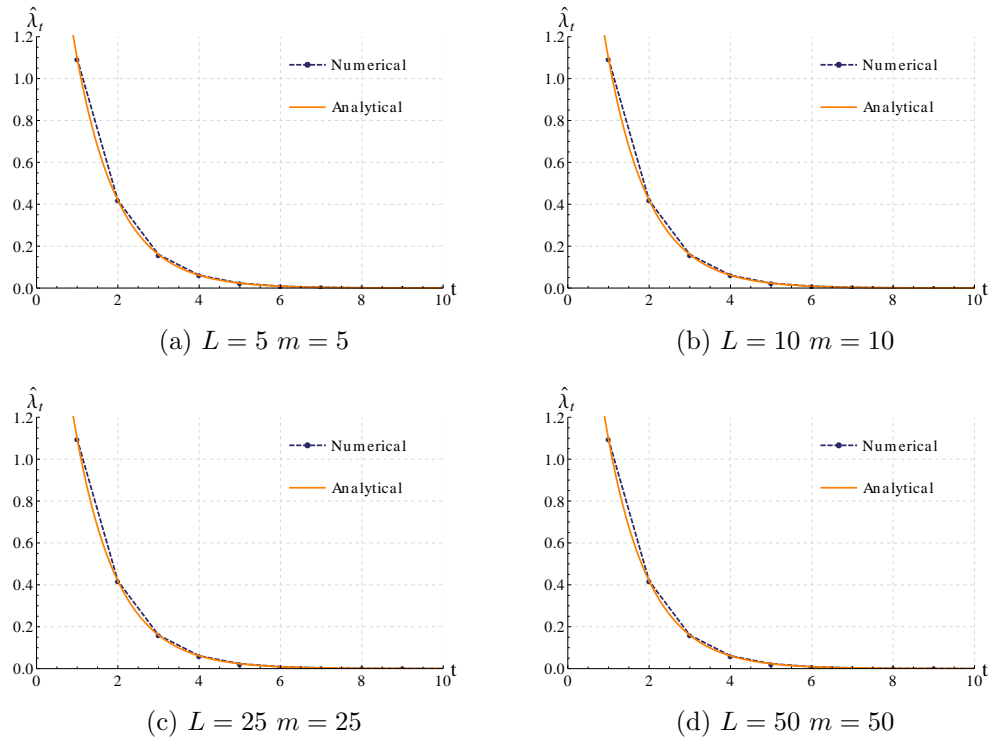 λ̂ₜ
1.2
1.0
0.8
0.6
0.4
0.2
0.0
0 2 4 6 8 10 t
Numerical
Analytical
(a) L = 5 m = 5
λ̂ₜ
1.2
1.0
0.8
0.6
0.4
0.2
0.0
0 2 4 6 8 10 t
Numerical
Analytical
(b) L = 10 m = 10
λ̂ₜ
1.2
1.0
0.8
0.6
0.4
0.2
0.0
0 2 4 6 8 10 t
Numerical
Analytical
(c) L = 25 m = 25
λ̂ₜ
1.2
1.0
0.8
0.6
0.4
0.2
0.0
0 2 4 6 8 10 t
Numerical
Analytical
(d) L = 50 m = 50